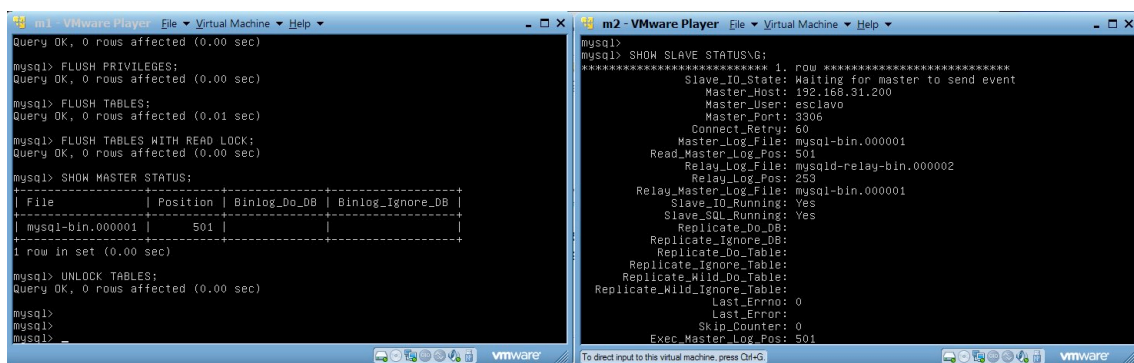 m1 - VMware Player File Virtual Machine Help
Query OK, 0 rows affected (0.00 sec)
mysql> FLUSH PRIVILEGES;
Query OK, 0 rows affected (0.00 sec)
mysql> FLUSH TABLES;
Query OK, 0 rows affected (0.01 sec)
mysql> FLUSH TABLES WITH READ LOCK;
Query OK, 0 rows affected (0.00 sec)
mysql> SHOW MASTER STATUS;
+------------------+----------+--------------+------------------+
| File | Position | Binlog_Do_DB | Binlog_Ignore_DB |
+------------------+----------+--------------+------------------+
| mysql-bin.000001 | 501 | | |
+------------------+----------+--------------+------------------+
1 row in set (0.00 sec)
mysql> UNLOCK TABLES;
Query OK, 0 rows affected (0.00 sec)
mysql>
mysql>
mysql> _
vmware
m2 - VMware Player File Virtual Machine Help
mysql>
mysql> SHOW SLAVE STATUS\G;
*************************** 1. row ***************************
Slave_IO_State: Waiting for master to send event
Master_Host: 192.168.31.200
Master_User: esclavo
Master_Port: 3306
Connect_Retry: 60
Master_Log_File: mysql-bin.000001
Read_Master_Log_Pos: 501
Relay_Log_File: mysqld-relay-bin.000002
Relay_Log_Pos: 253
Relay_Master_Log_File: mysql-bin.000001
Slave_IO_Running: Yes
Slave_SQL_Running: Yes
Replicate_Do_DB:
Replicate_Ignore_DB:
Replicate_Do_Table:
Replicate_Ignore_Table:
Replicate_Wild_Do_Table:
Replicate_Wild_Ignore_Table:
Last_Errno: 0
Last_Error:
Skip_Counter: 0
Exec_Master_Log_Pos: 501
To direct input to this virtual machine, press Ctrl+G.
vmware